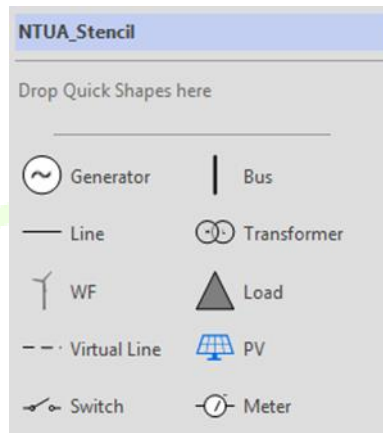 NTUA_Stencil
Drop Quick Shapes here
Generator Bus
Line Transformer
WF Load
Virtual Line PV
Switch Meter